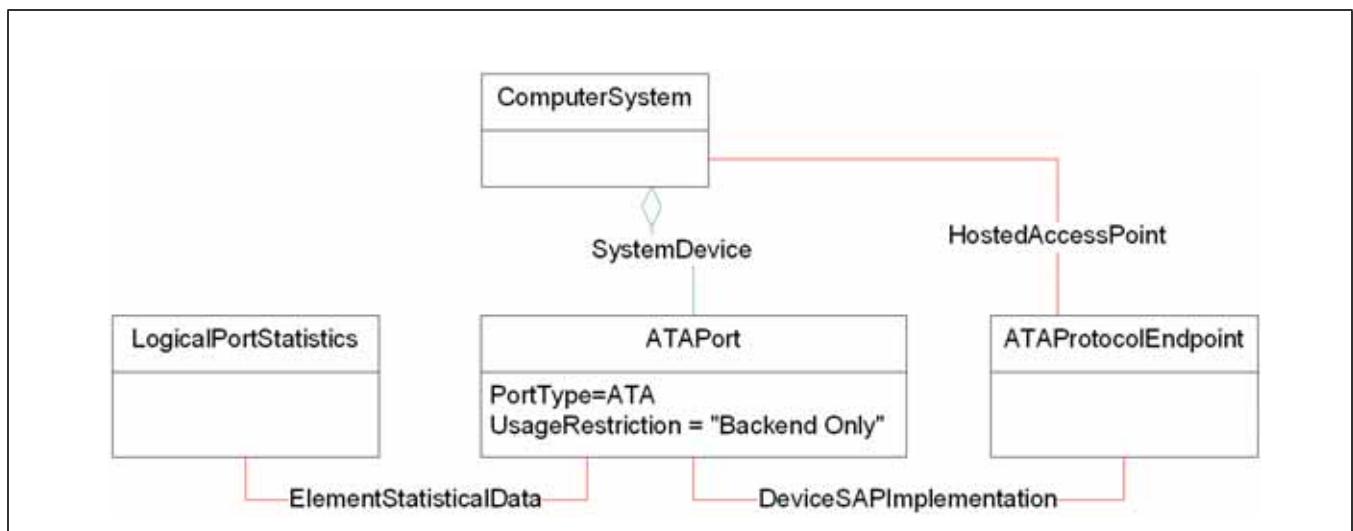 ComputerSystem
HostedAccessPoint
SystemDevice
LogicalPortStatistics
ATAPort
ATAProtocolEndpoint
PortType=ATA
UsageRestriction = "Backend Only"
ElementStatisticalData
DeviceSAPImplementation